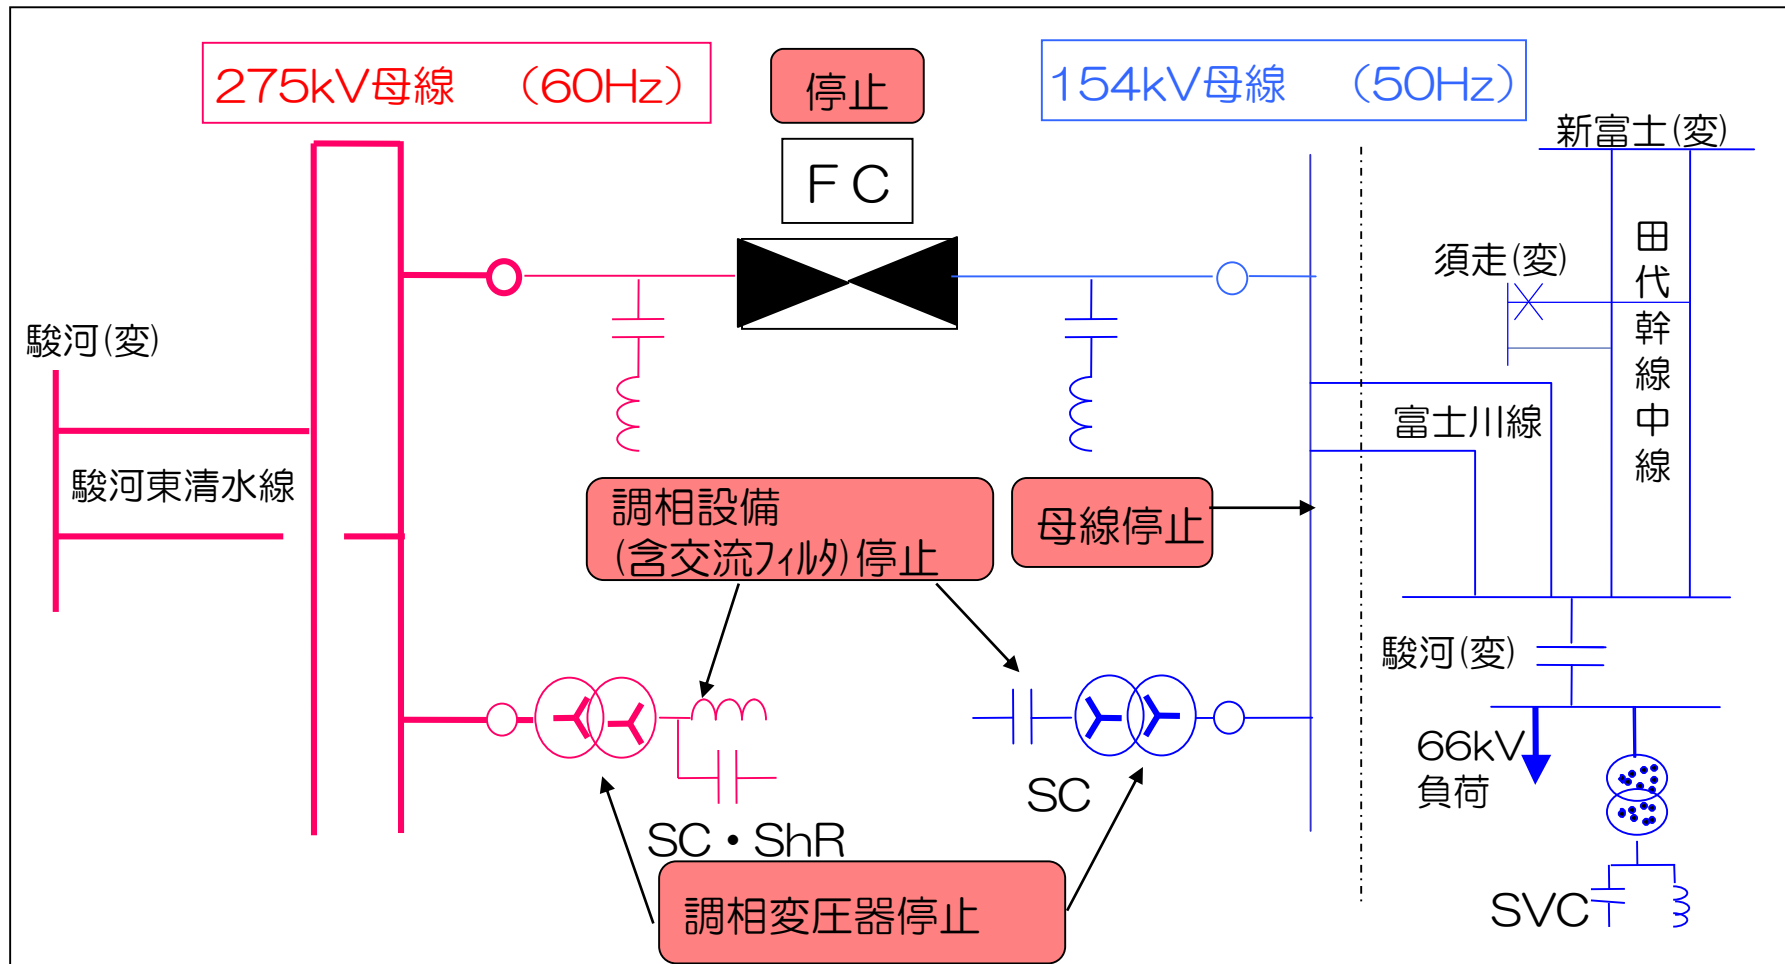 275kV母線　(60Hz)
停止
154kV母線　(50Hz)
FC
新富士(変)
須走(変)
田代幹線中線
駿河(変)
富士川線
駿河東清水線
調相設備
(含交流フィルタ)停止
母線停止
駿河(変)
66kV
負荷
SC
SC・ShR
調相変圧器停止
SVC